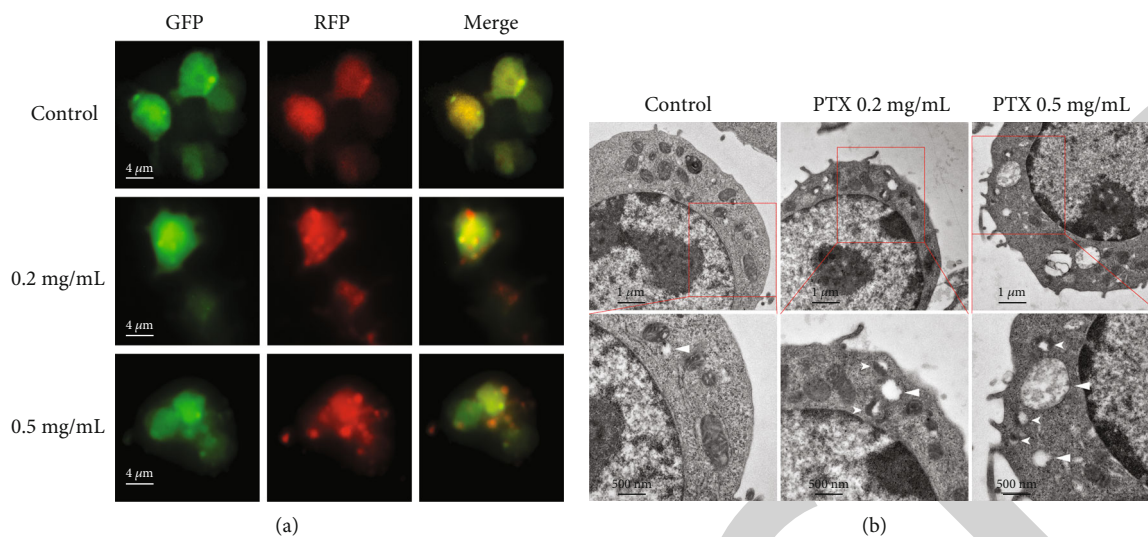 GFP RFP Merge
Control
4 μm
0.2 mg/mL
4 μm
0.5 mg/mL
4 μm
(a)
Control PTX 0.2 mg/mL PTX 0.5 mg/mL
1 μm 1 μm 1 μm
500 nm 500 nm 500 nm
(b)